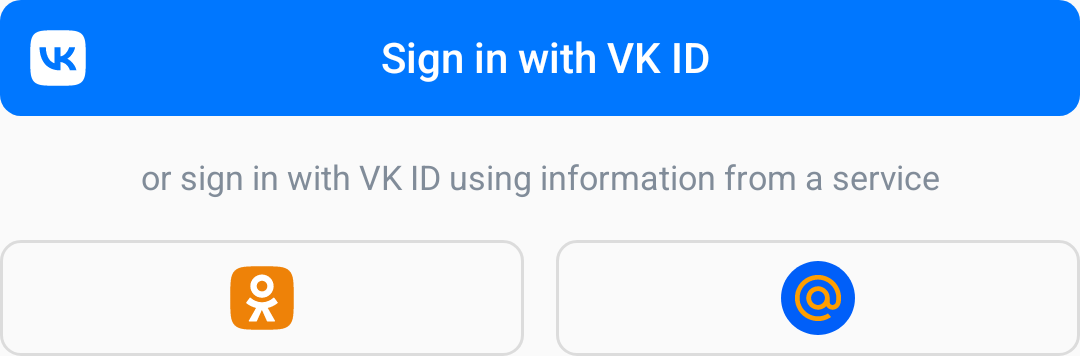 Sign in with VK ID
or sign in with VK ID using information from a service